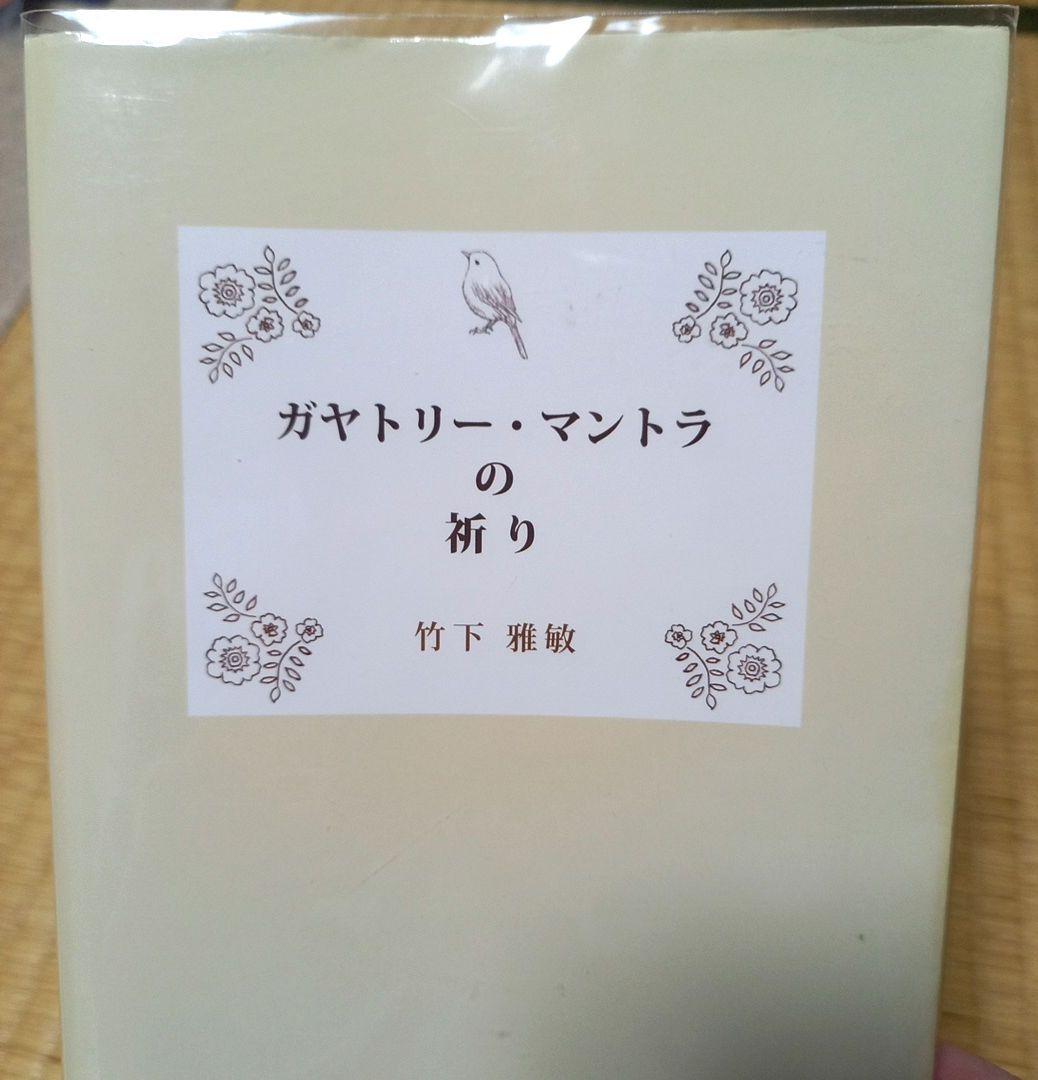 ガヤトリー・マントラ
の
祈り
竹下 雅敏